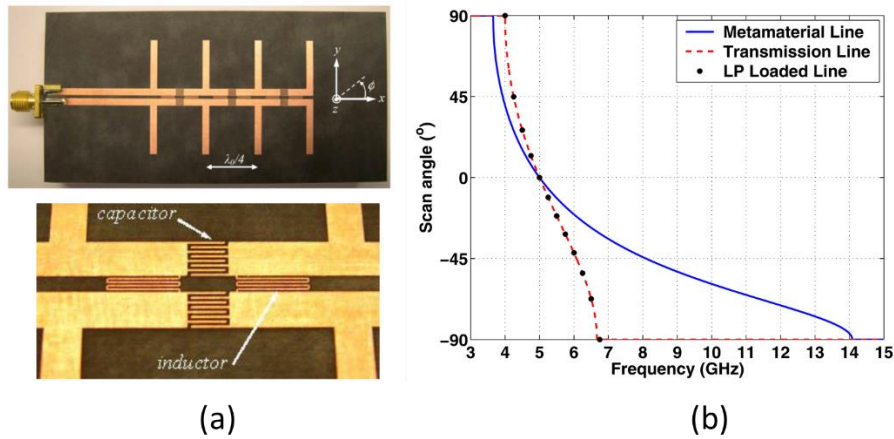 y
ϕ
x
z
λ₀/4
capacitor
inductor
(a)
90
45
0
−45
−90
Scan angle (°)
Metamaterial Line
Transmission Line
LP Loaded Line
3 4 5 6 7 8 9 10 11 12 13 14 15
Frequency (GHz)
(b)